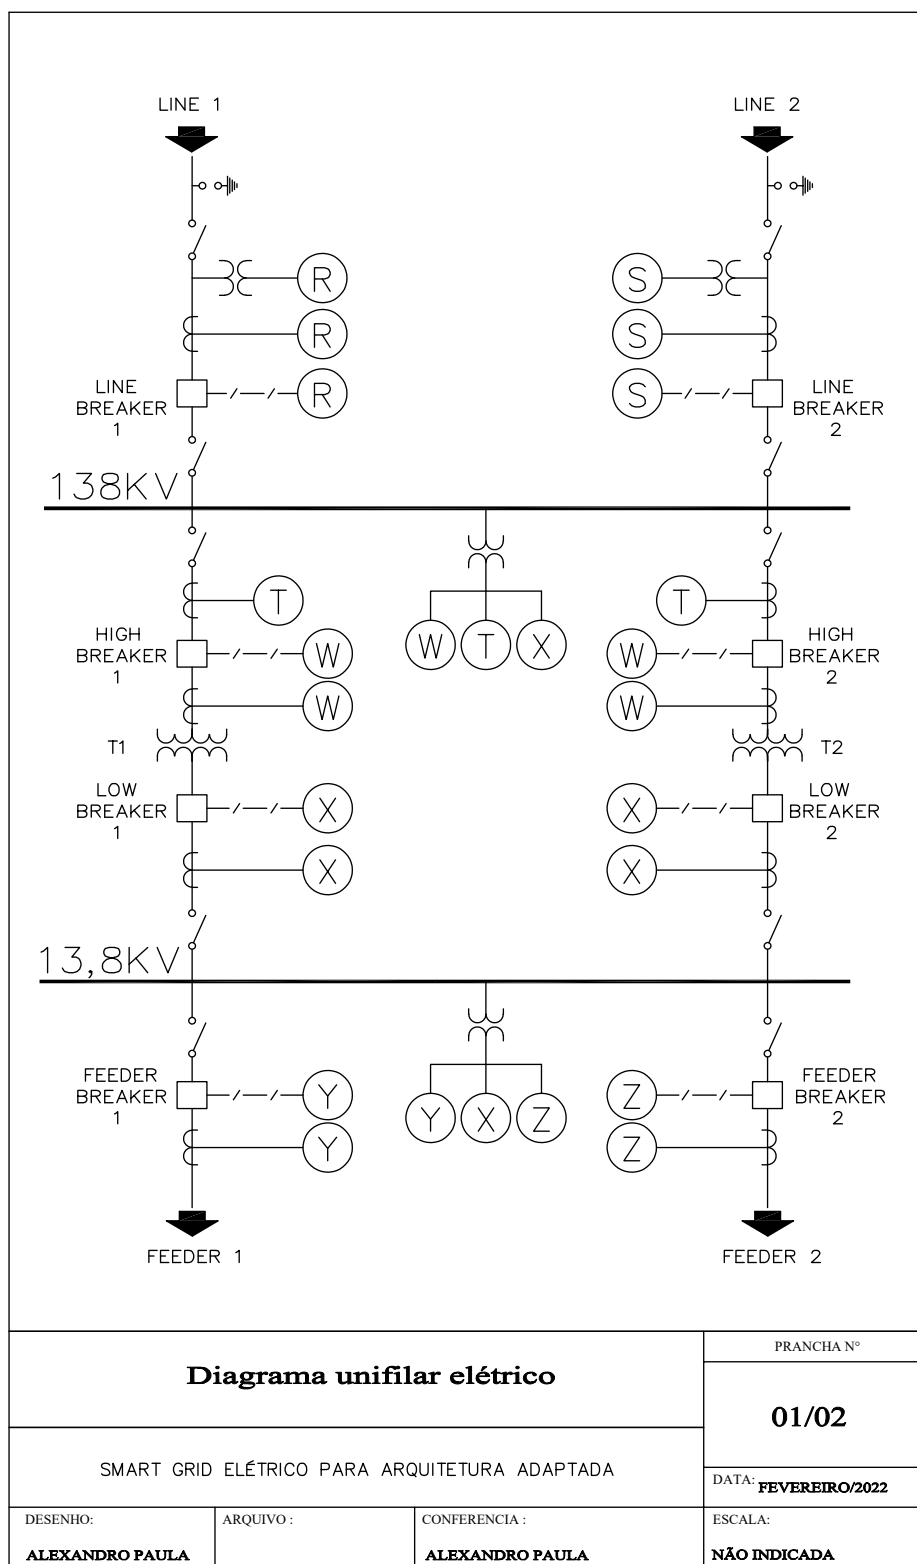 LINE 1
LINE 2
R
S
R
S
LINE
BREAKER
1
R
S
LINE
BREAKER
2
138KV
T
T
HIGH
BREAKER
1
W
W
T
X
W
HIGH
BREAKER
2
W
W
T1
T2
LOW
BREAKER
1
X
X
LOW
BREAKER
2
X
X
13,8KV
FEEDER
BREAKER
1
Y
Y
X
Z
Z
FEEDER
BREAKER
2
Y
Z
FEEDER 1
FEEDER 2
Diagrama unifilar elétrico
PRANCHA Nº
01/02
SMART GRID ELÉTRICO PARA ARQUITETURA ADAPTADA
DATA: FEVEREIRO/2022
DESENHO:
ALEXANDRO PAULA
ARQUIVO :
CONFERENCIA :
ALEXANDRO PAULA
ESCALA:
NÃO INDICADA